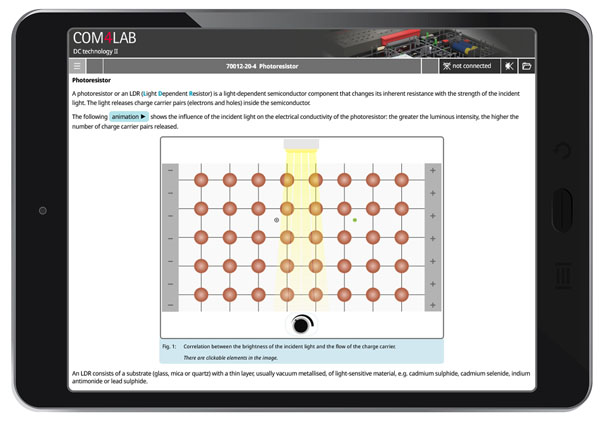 COM4LAB
DC technology II
70012-20-4 Photoresistor
not connected
Photoresistor
A photoresistor or an LDR (Light Dependent Resistor) is a light-dependent semiconductor component that changes its inherent resistance with the strength of the incident
light. The light releases charge carrier pairs (electrons and holes) inside the semiconductor.
The following animation ▶ shows the influence of the incident light on the electrical conductivity of the photoresistor: the greater the luminous intensity, the higher the
number of charge carrier pairs released.
− +
− +
− +
− +
− +
− +
Fig. 1: Correlation between the brightness of the incident light and the flow of the charge carrier.
There are clickable elements in the image.
An LDR consists of a substrate (glass, mica or quartz) with a thin layer, usually vacuum metallised, of light-sensitive material, e.g. cadmium sulphide, cadmium selenide, indium
antimonide or lead sulphide.